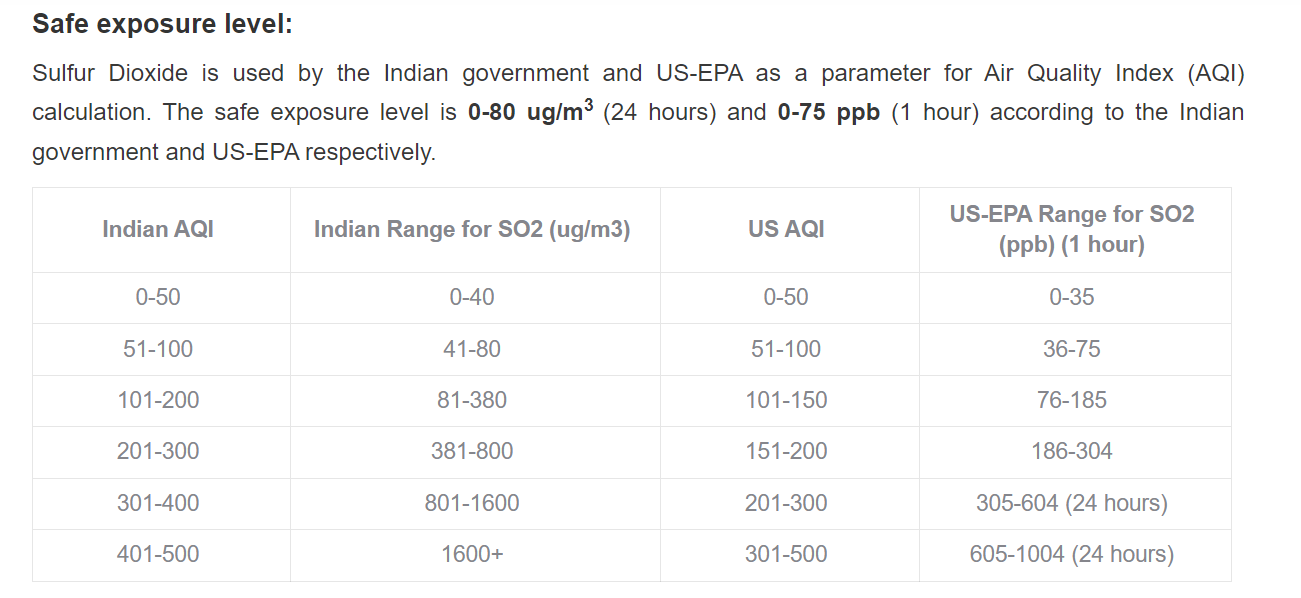 Safe exposure level:
Sulfur Dioxide is used by the Indian government and US-EPA as a parameter for Air Quality Index (AQI)
calculation. The safe exposure level is 0-80 ug/m³ (24 hours) and 0-75 ppb (1 hour) according to the Indian
government and US-EPA respectively.
Indian AQI Indian Range for SO2 (ug/m3) US AQI US-EPA Range for SO2
(ppb) (1 hour)
0-50 0-40 0-50 0-35
51-100 41-80 51-100 36-75
101-200 81-380 101-150 76-185
201-300 381-800 151-200 186-304
301-400 801-1600 201-300 305-604 (24 hours)
401-500 1600+ 301-500 605-1004 (24 hours)